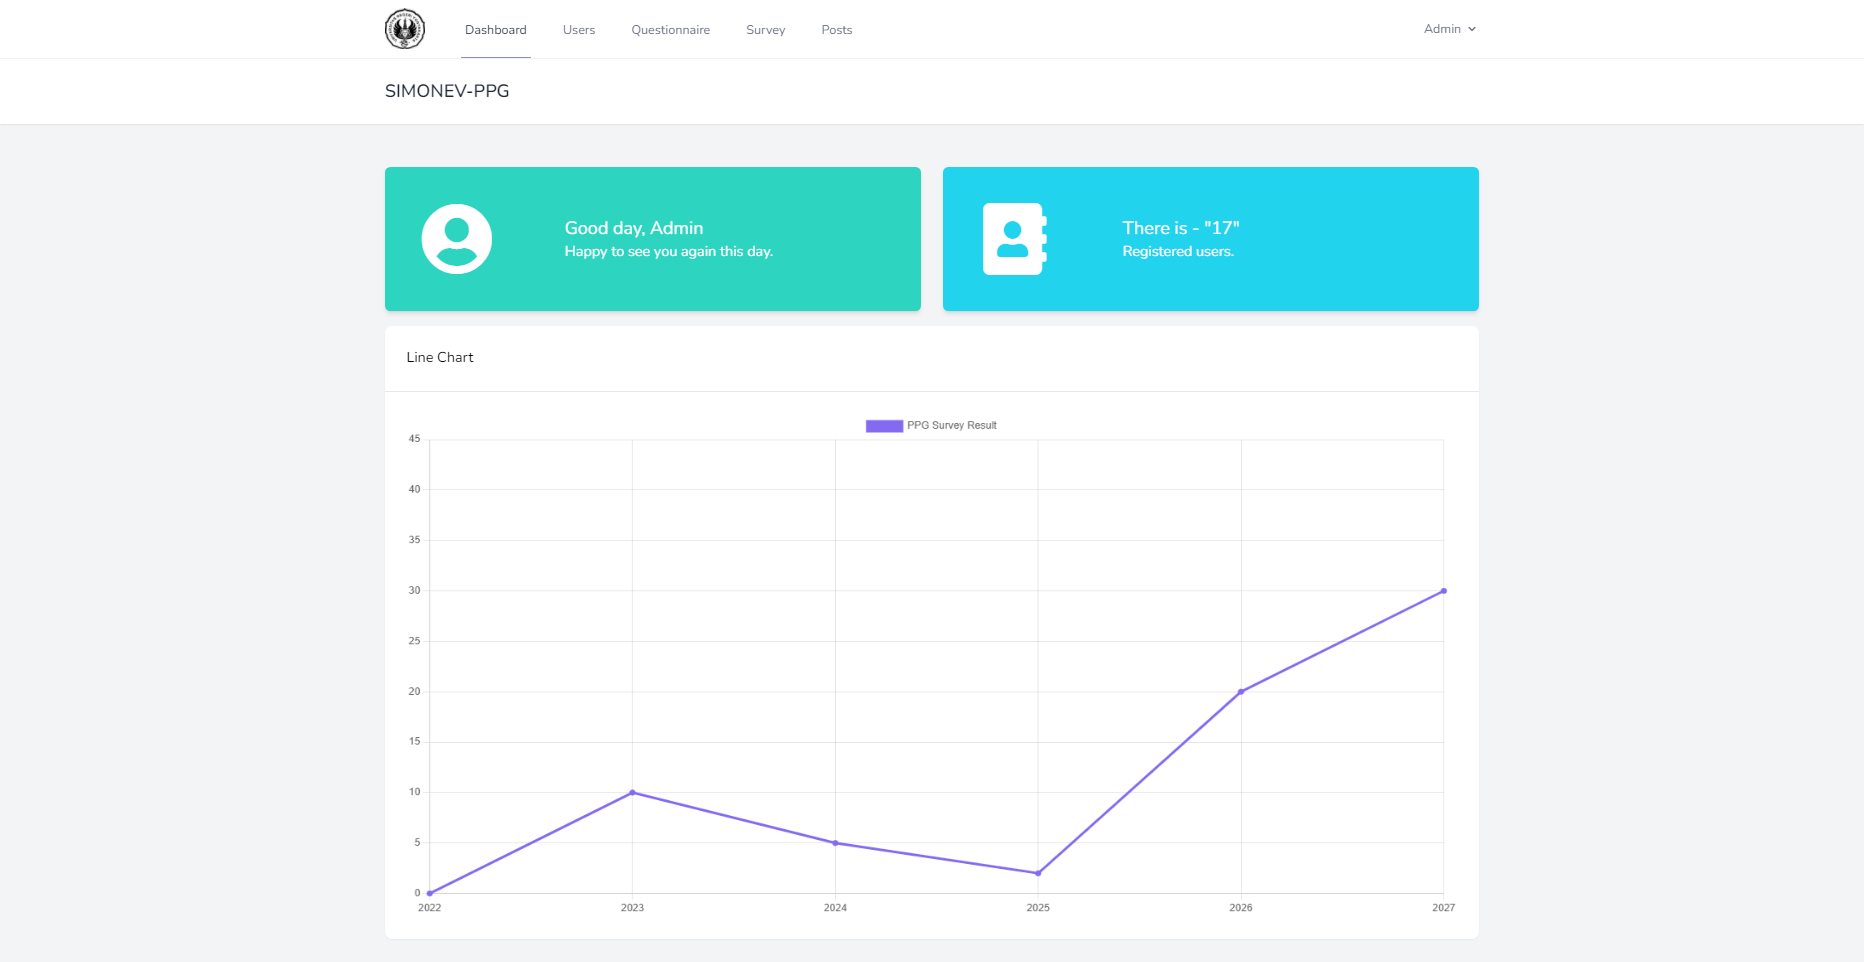 Dashboard Users Questionnaire Survey Posts Admin
SIMONEV-PPG
Good day, Admin
Happy to see you again this day.
There is - "17"
Registered users.
Line Chart
PPG Survey Result
45
40
35
30
25
20
15
10
5
0
2022 2023 2024 2025 2026 2027